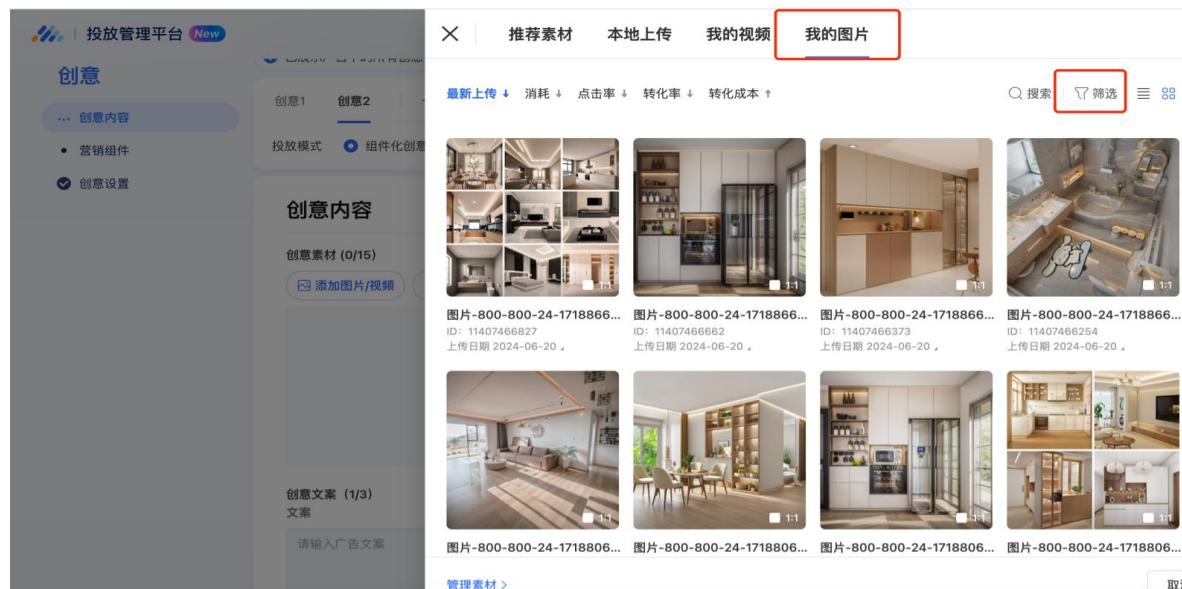 投放管理平台 New
创意
创意内容
营销组件
创意设置
创意1 创意2
投放模式 组件化创意
创意内容
创意素材 (0/15)
添加图片/视频
创意文案 (1/3)
文案
请输入广告文案
推荐素材 本地上传 我的视频 我的图片
最新上传 ↓ 消耗 ↓ 点击率 ↓ 转化率 ↓ 转化成本 ↑ 搜索 筛选
1:1 1:1 1:1 1:1
图片-800-800-24-1718866... 图片-800-800-24-1718866... 图片-800-800-24-1718866... 图片-800-800-24-1718866...
ID: 11407466827 ID: 11407466662 ID: 11407466373 ID: 11407466254
上传日期 2024-06-20 上传日期 2024-06-20 上传日期 2024-06-20 上传日期 2024-06-20
1:1 1:1 1:1 1:1
图片-800-800-24-1718806... 图片-800-800-24-1718806... 图片-800-800-24-1718806... 图片-800-800-24-1718806...
管理素材 >